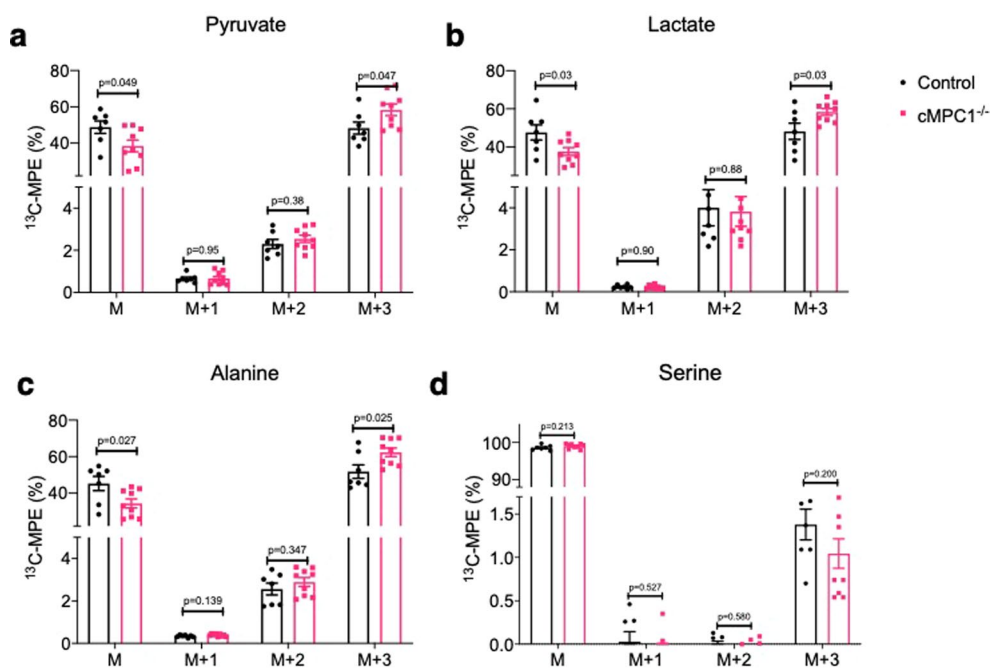 a
Pyruvate
¹³C-MPE (%)
80
60
40
4
2
0
p=0.049
p=0.95
p=0.38
p=0.047
M M+1 M+2 M+3
b
Lactate
¹³C-MPE (%)
80
60
40
4
2
0
p=0.03
p=0.90
p=0.88
p=0.03
M M+1 M+2 M+3
Control
cMPC1⁻/⁻
c
Alanine
¹³C-MPE (%)
80
60
40
4
2
0
p=0.027
p=0.139
p=0.347
p=0.025
M M+1 M+2 M+3
d
Serine
¹³C-MPE (%)
100
90
1.5
1.0
0.5
0.0
p=0.213
p=0.527
p=0.580
p=0.200
M M+1 M+2 M+3